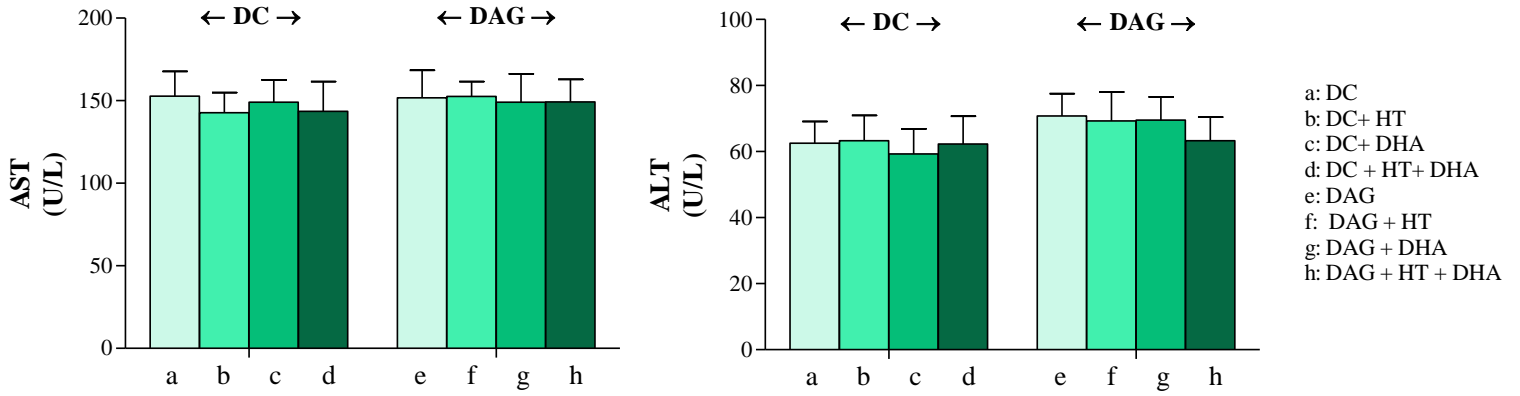 ← DC → ← DAG →
200
150
100
50
0
AST
(U/L)
a b c d e f g h
← DC → ← DAG →
100
80
60
40
20
0
ALT
(U/L)
a b c d e f g h
a: DC
b: DC+ HT
c: DC+ DHA
d: DC + HT+ DHA
e: DAG
f: DAG + HT
g: DAG + DHA
h: DAG + HT + DHA